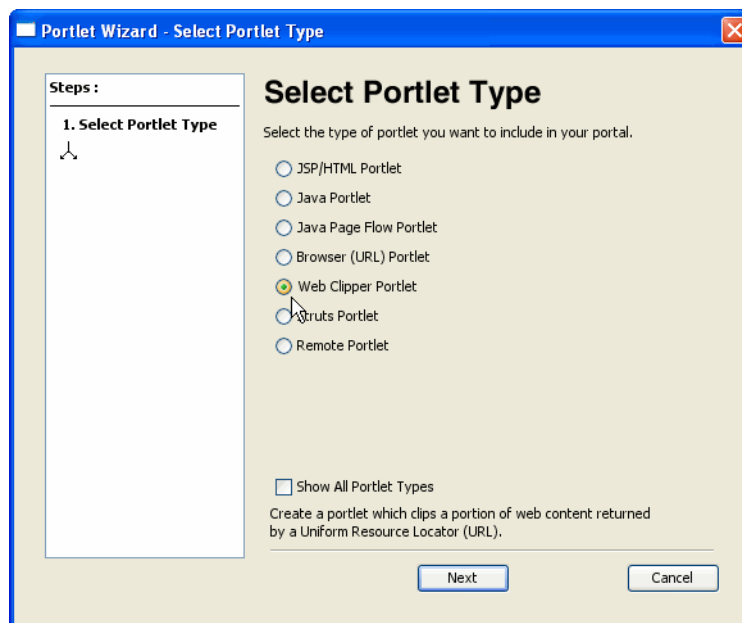 Portlet Wizard - Select Portlet Type
Steps :
1. Select Portlet Type
Select Portlet Type
Select the type of portlet you want to include in your portal.
JSP/HTML Portlet
Java Portlet
Java Page Flow Portlet
Browser (URL) Portlet
Web Clipper Portlet
Struts Portlet
Remote Portlet
Show All Portlet Types
Create a portlet which clips a portion of web content returned
by a Uniform Resource Locator (URL).
Next
Cancel